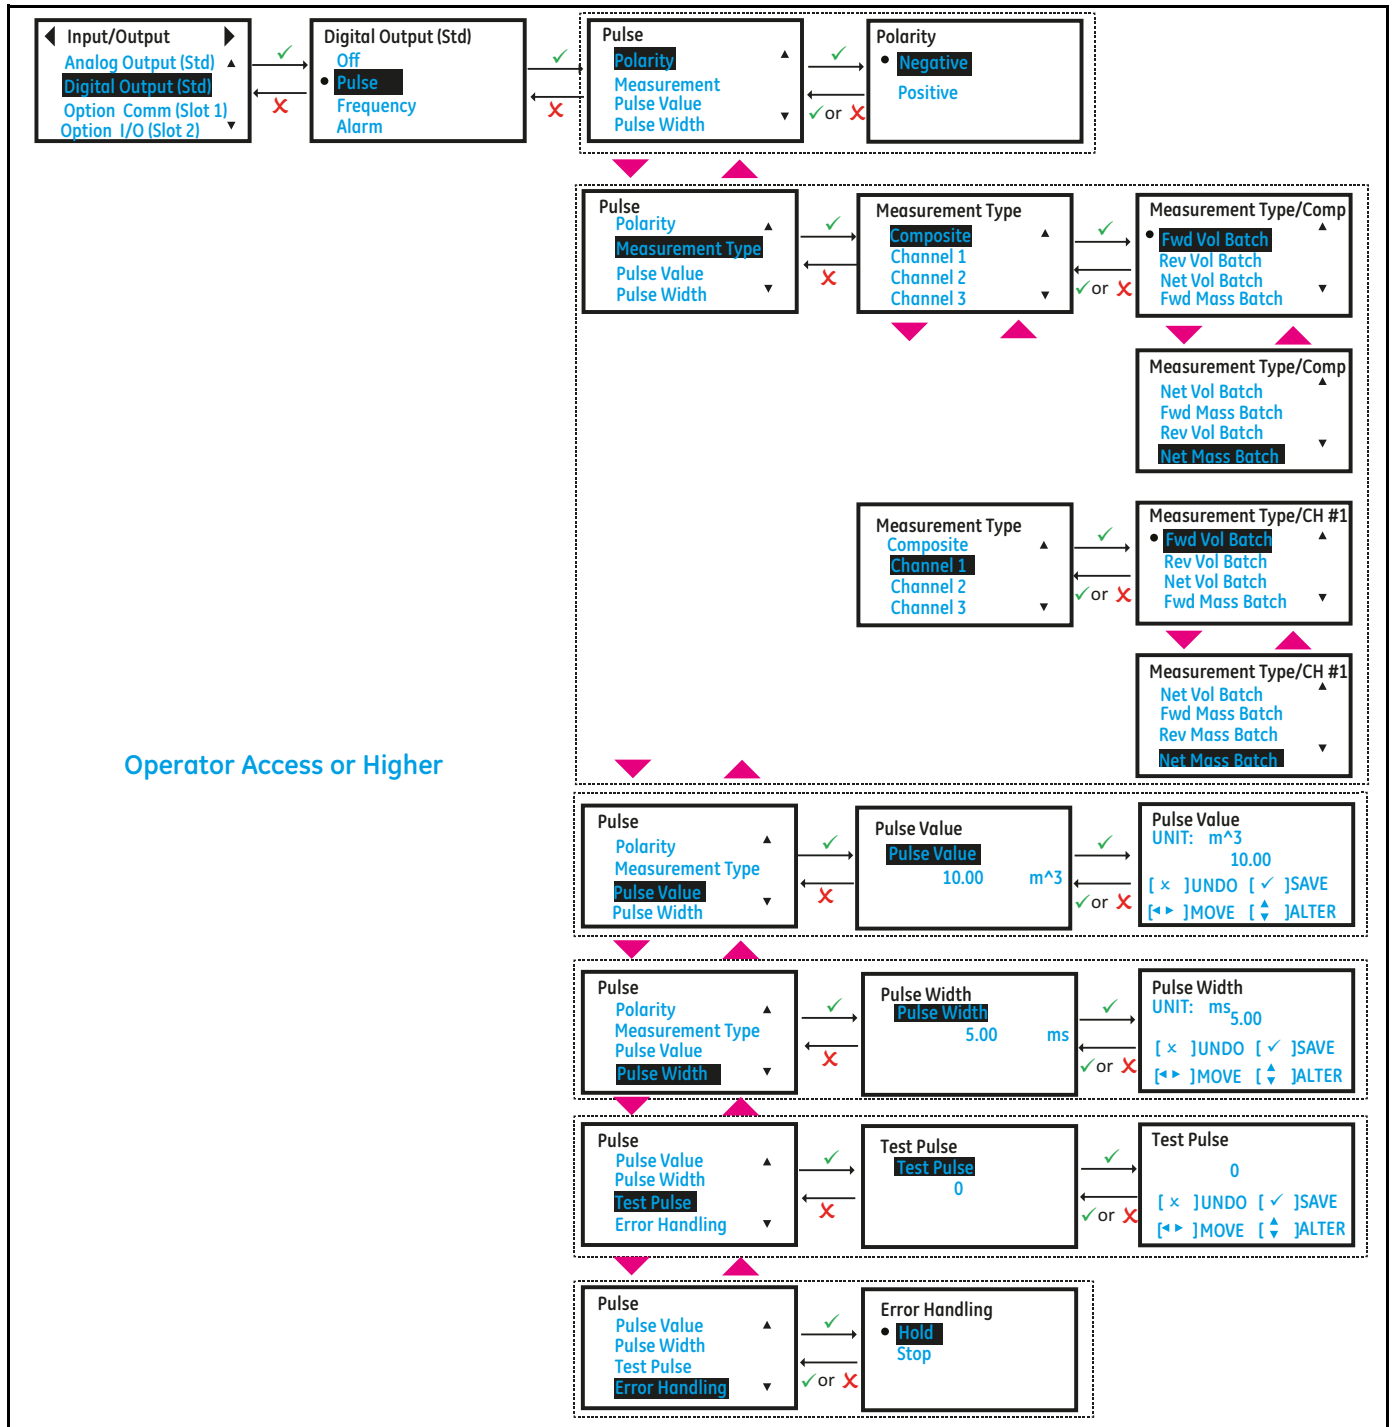 Input/Output
Analog Output (Std)
Digital Output (Std)
Option Comm (Slot 1)
Option I/O (Slot 2)
✓
✗
Digital Output (Std)
Off
• Pulse
Frequency
Alarm
✓
✗
Pulse
Polarity
Measurement
Pulse Value
Pulse Width
✓
✓or ✗
Polarity
• Negative
Positive
Pulse
Polarity
Measurement Type
Pulse Value
Pulse Width
✓
✗
Measurement Type
Composite
Channel 1
Channel 2
Channel 3
✓
✓or ✗
Measurement Type/Comp
• Fwd Vol Batch
Rev Vol Batch
Net Vol Batch
Fwd Mass Batch
Measurement Type/Comp
Net Vol Batch
Fwd Mass Batch
Rev Vol Batch
Net Mass Batch
Measurement Type
Composite
Channel 1
Channel 2
Channel 3
✓
✓or ✗
Measurement Type/CH #1
• Fwd Vol Batch
Rev Vol Batch
Net Vol Batch
Fwd Mass Batch
Measurement Type/CH #1
Net Vol Batch
Fwd Mass Batch
Rev Mass Batch
Net Mass Batch
Operator Access or Higher
Pulse
Polarity
Measurement Type
Pulse Value
Pulse Width
✓
✗
Pulse Value
Pulse Value
10.00 m^3
✓
✓or ✗
Pulse Value
UNIT: m^3
10.00
[ × ]UNDO [ ✓ ]SAVE
[◄►]MOVE [▲▼]ALTER
Pulse
Polarity
Measurement Type
Pulse Value
Pulse Width
✓
✗
Pulse Width
Pulse Width
5.00 ms
✓
✓or ✗
Pulse Width
UNIT: ms
5.00
[ × ]UNDO [ ✓ ]SAVE
[◄►]MOVE [▲▼]ALTER
Pulse
Pulse Value
Pulse Width
Test Pulse
Error Handling
✓
✗
Test Pulse
Test Pulse
0
✓
✓or ✗
Test Pulse
0
[ × ]UNDO [ ✓ ]SAVE
[◄►]MOVE [▲▼]ALTER
Pulse
Pulse Value
Pulse Width
Test Pulse
Error Handling
✓
✓or ✗
Error Handling
• Hold
Stop